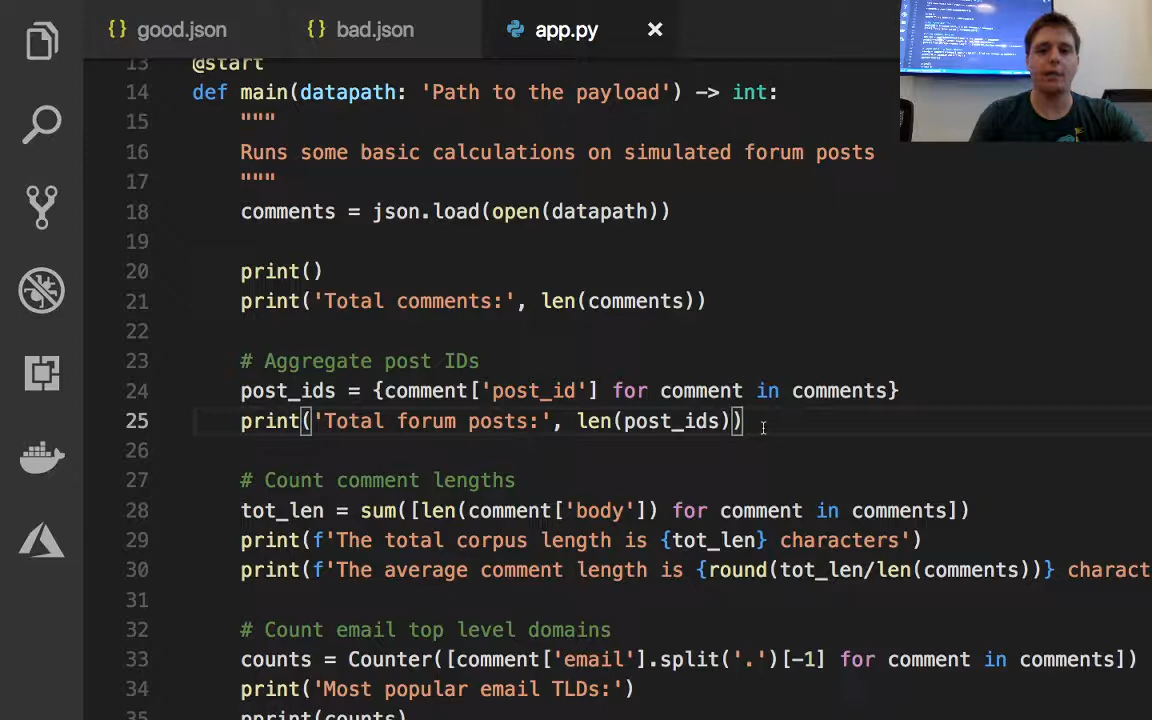 {} good.json {} bad.json app.py ×
13 @start
14 def main(datapath: 'Path to the payload') -> int:
15 """
16 Runs some basic calculations on simulated forum posts
17 """
18 comments = json.load(open(datapath))
19
20 print()
21 print('Total comments:', len(comments))
22
23 # Aggregate post IDs
24 post_ids = {comment['post_id'] for comment in comments}
25 print('Total forum posts:', len(post_ids))
26
27 # Count comment lengths
28 tot_len = sum([len(comment['body']) for comment in comments])
29 print(f'The total corpus length is {tot_len} characters')
30 print(f'The average comment length is {round(tot_len/len(comments))} charact
31
32 # Count email top level domains
33 counts = Counter([comment['email'].split('.')[-1] for comment in comments])
34 print('Most popular email TLDs:')
35 pprint(counts)